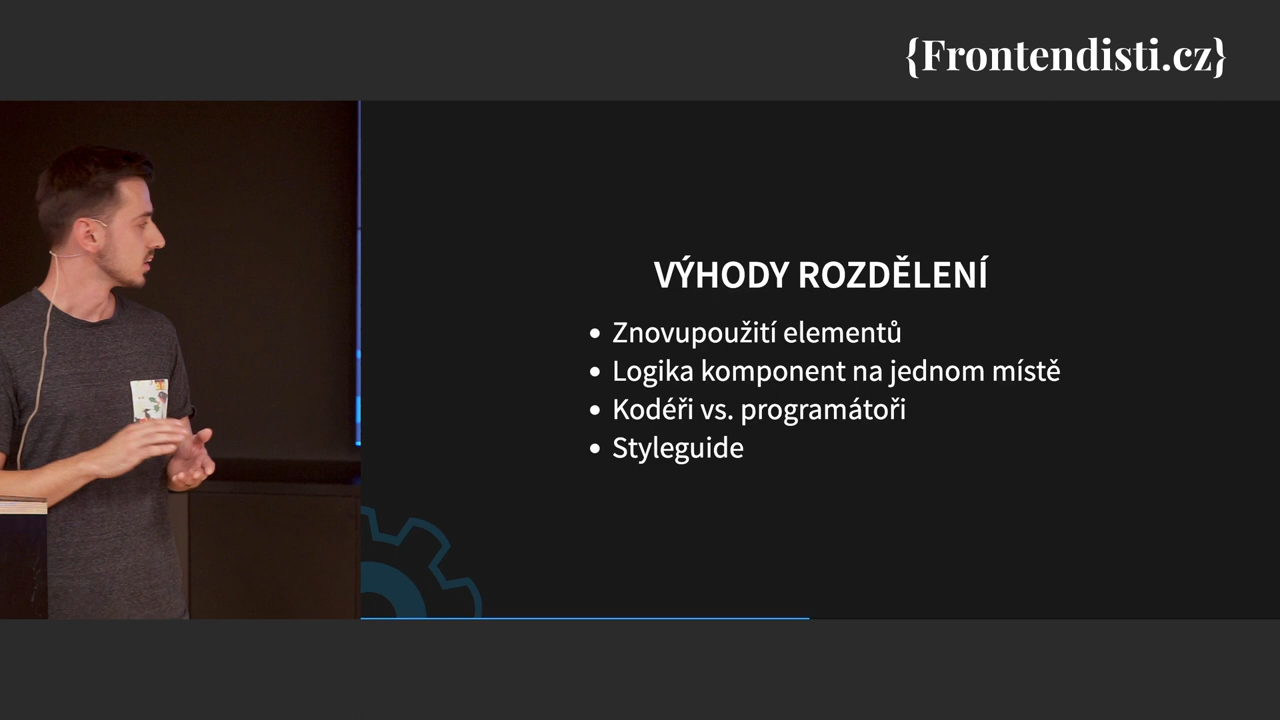 {Frontendisti.cz}
VÝHODY ROZDĚLENÍ
• Znovupoužití elementů
• Logika komponent na jednom místě
• Kodéři vs. programátoři
• Styleguide